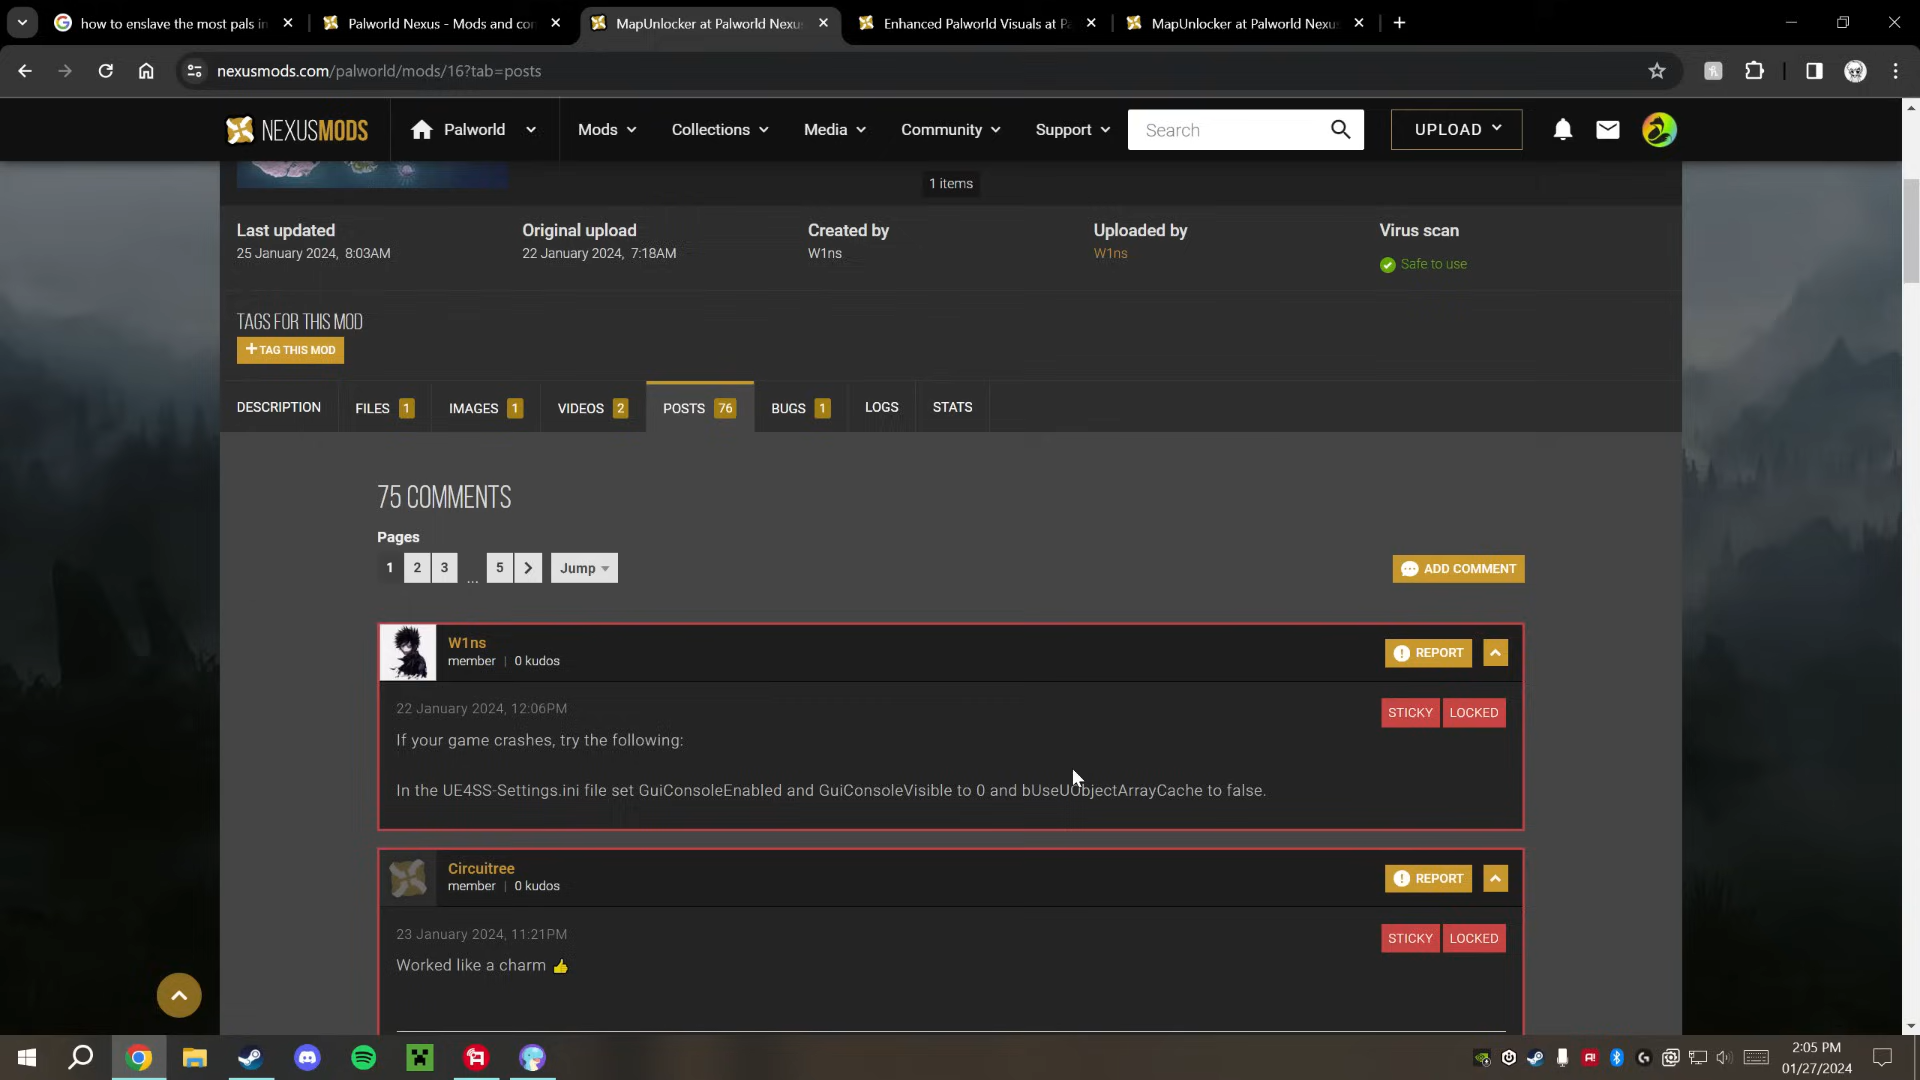 how to enslave the most pals in
Palworld Nexus - Mods and con
MapUnlocker at Palworld Nexus
Enhanced Palworld Visuals at Pa
MapUnlocker at Palworld Nexus
nexusmods.com/palworld/mods/16?tab=posts
NEXUSMODS
Palworld
Mods
Collections
Media
Community
Support
Search
UPLOAD
1 items
Last updated
25 January 2024, 8:03AM
Original upload
22 January 2024, 7:18AM
Created by
W1ns
Uploaded by
W1ns
Virus scan
Safe to use
TAGS FOR THIS MOD
+ TAG THIS MOD
DESCRIPTION
FILES 1
IMAGES 1
VIDEOS 2
POSTS 76
BUGS 1
LOGS
STATS
75 COMMENTS
Pages
1 2 3 ... 5 > Jump
ADD COMMENT
W1ns
member | 0 kudos
REPORT
22 January 2024, 12:06PM
STICKY LOCKED
If your game crashes, try the following:
In the UE4SS-Settings.ini file set GuiConsoleEnabled and GuiConsoleVisible to 0 and bUseUObjectArrayCache to false.
Circuitree
member | 0 kudos
REPORT
23 January 2024, 11:21PM
STICKY LOCKED
Worked like a charm 👍
2:05 PM
01/27/2024